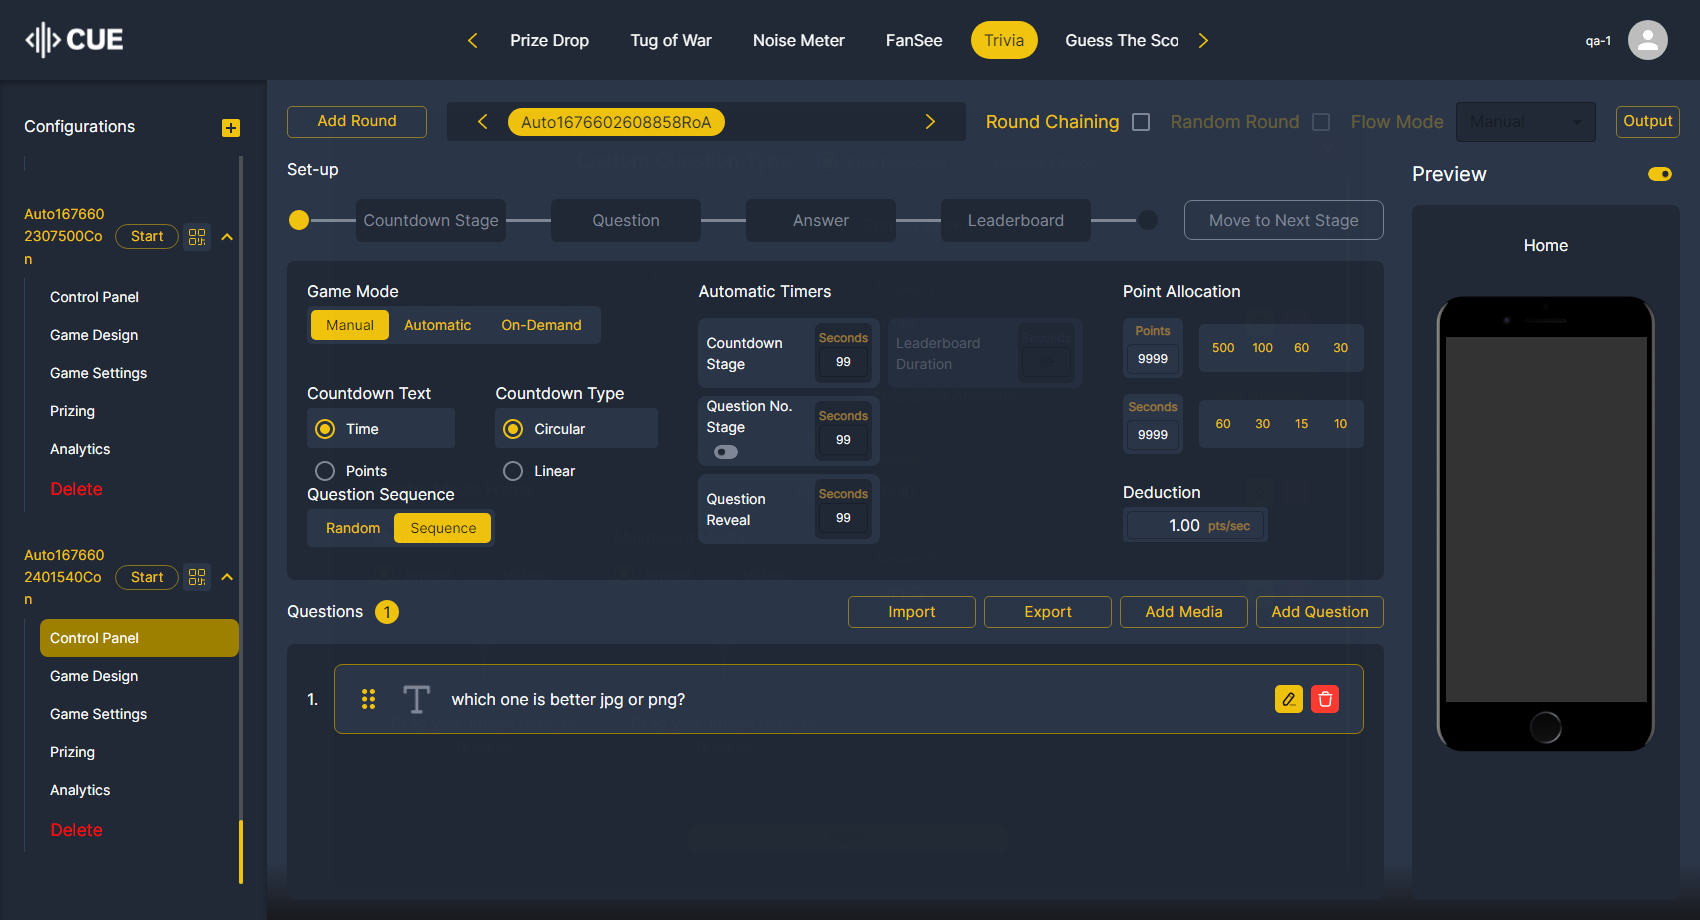 CUE
Prize Drop
Tug of War
Noise Meter
FanSee
Trivia
Guess The Sco
qa-1
Configurations
Auto167660
2307500Co
n
Start
Control Panel
Game Design
Game Settings
Prizing
Analytics
Delete
Auto167660
2401540Co
n
Start
Control Panel
Game Design
Game Settings
Prizing
Analytics
Delete
Add Round
Auto1676602608858RoA
Round Chaining
Random Round
Flow Mode
Manual
Output
Set-up
Countdown Stage
Question
Answer
Leaderboard
Move to Next Stage
Game Mode
Manual
Automatic
On-Demand
Countdown Text
Time
Points
Countdown Type
Circular
Linear
Question Sequence
Random
Sequence
Automatic Timers
Countdown
Stage
Seconds
99
Leaderboard
Duration
Seconds
Question No.
Stage
Seconds
99
Question
Reveal
Seconds
99
Point Allocation
Points
9999
500 100 60 30
Seconds
9999
60 30 15 10
Deduction
1.00 pts/sec
Questions 1
Import
Export
Add Media
Add Question
1.
T
which one is better jpg or png?
Preview
Home